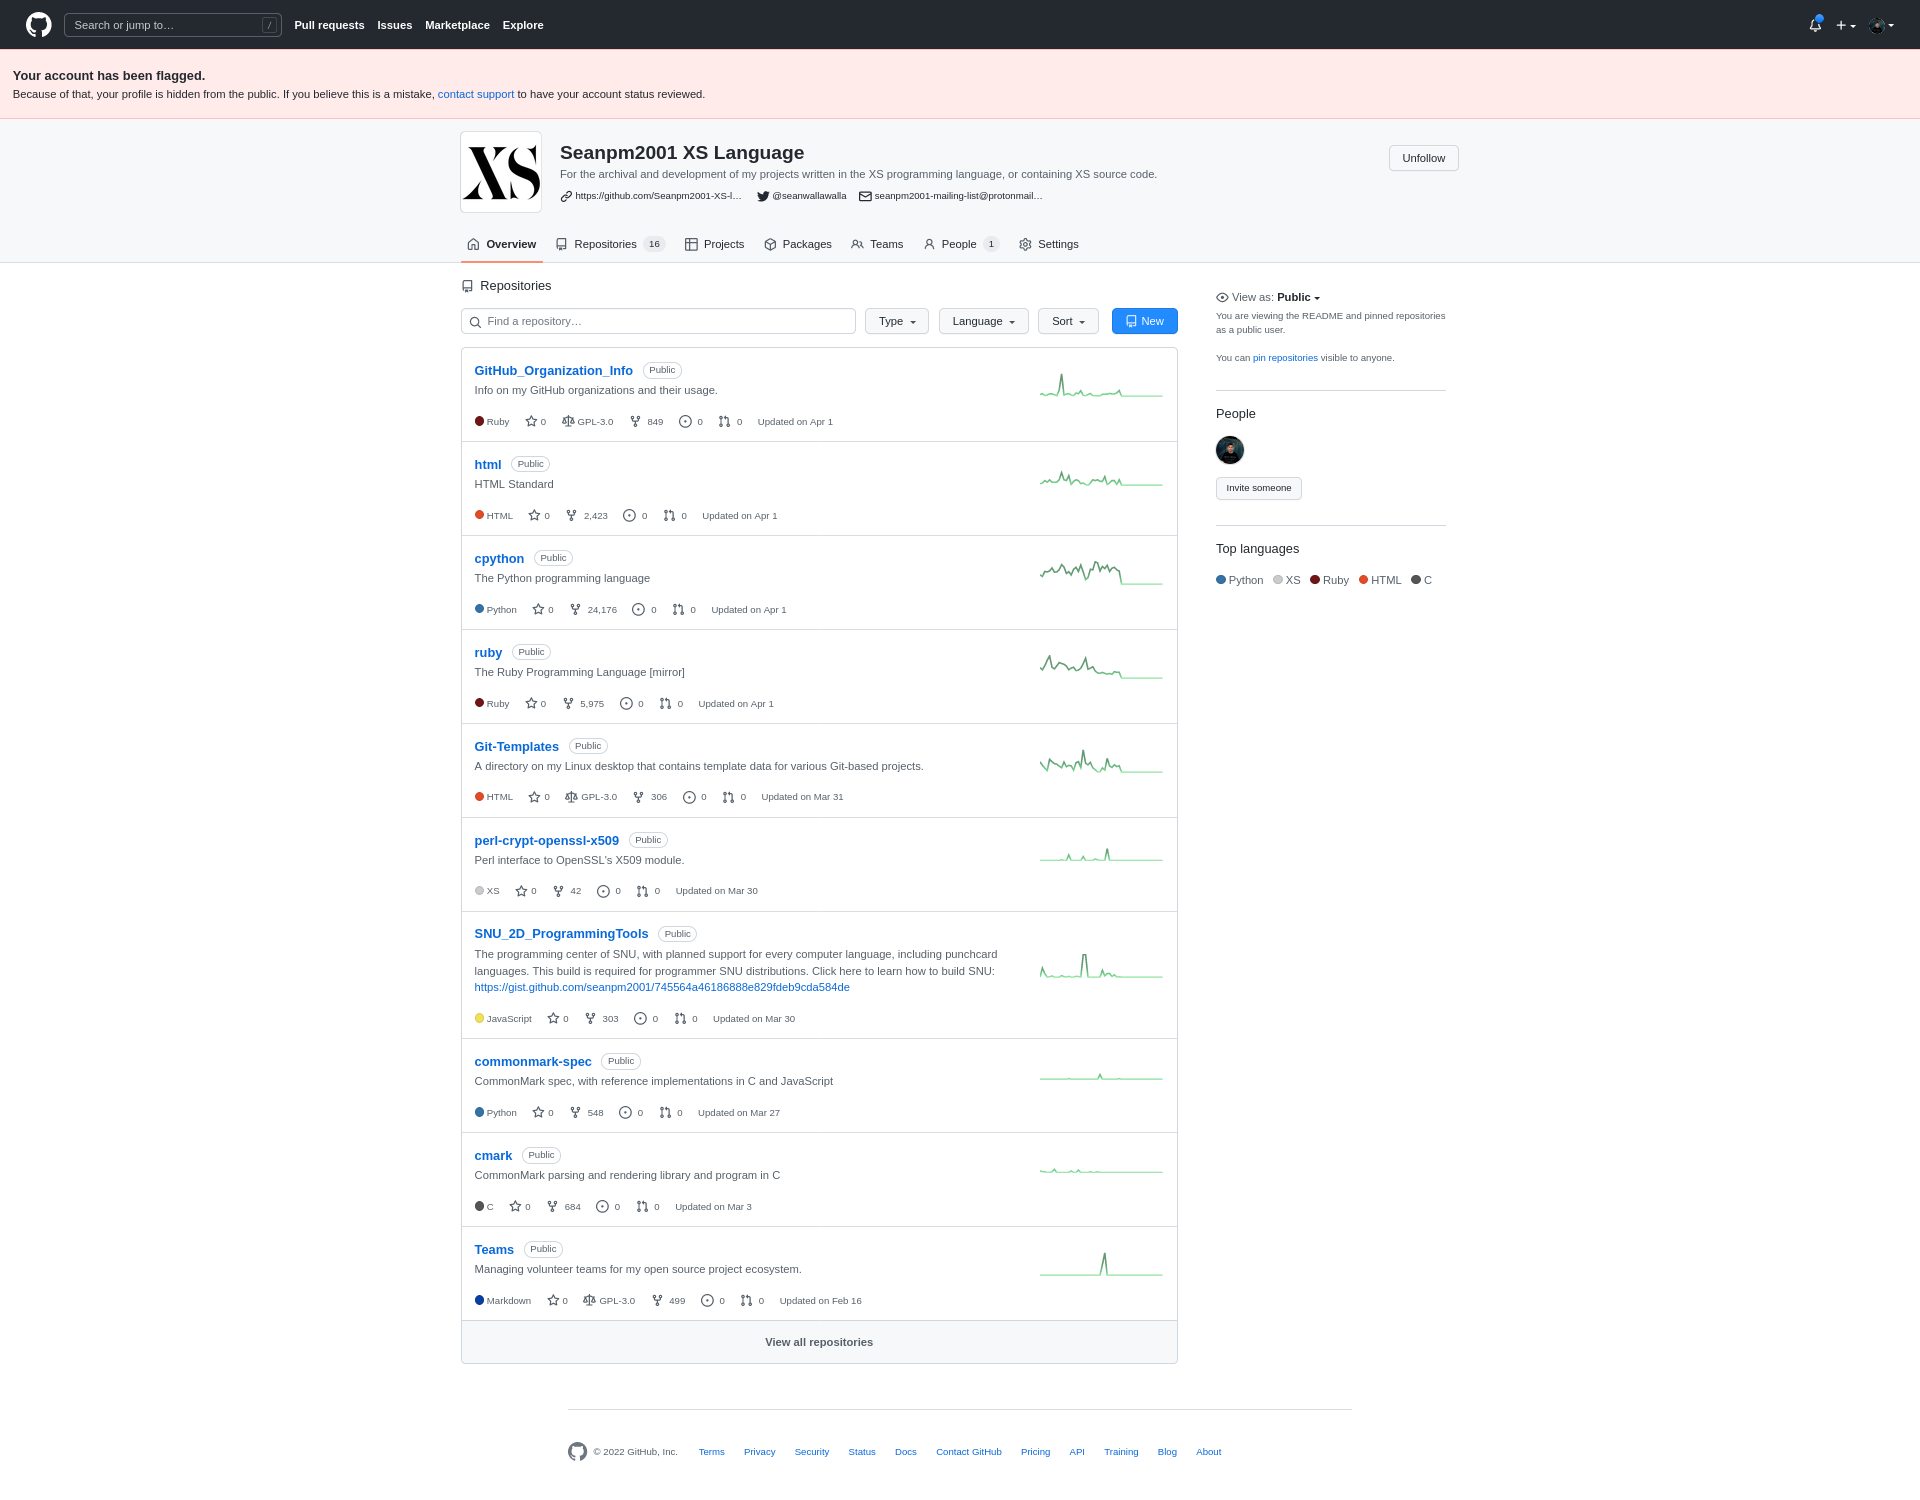 Search or jump to… /
Pull requests Issues Marketplace Explore
Your account has been flagged.
Because of that, your profile is hidden from the public. If you believe this is a mistake, contact support to have your account status reviewed.
XS
Seanpm2001 XS Language
For the archival and development of my projects written in the XS programming language, or containing XS source code.
https://github.com/Seanpm2001-XS-l… @seanwallawalla seanpm2001-mailing-list@protonmail…
Unfollow
Overview Repositories 16 Projects Packages Teams People 1 Settings
Repositories
Find a repository… Type Language Sort New
GitHub_Organization_Info Public
Info on my GitHub organizations and their usage.
Ruby 0 GPL-3.0 849 0 0 Updated on Apr 1
html Public
HTML Standard
HTML 0 2,423 0 0 Updated on Apr 1
cpython Public
The Python programming language
Python 0 24,176 0 0 Updated on Apr 1
ruby Public
The Ruby Programming Language [mirror]
Ruby 0 5,975 0 0 Updated on Apr 1
Git-Templates Public
A directory on my Linux desktop that contains template data for various Git-based projects.
HTML 0 GPL-3.0 306 0 0 Updated on Mar 31
perl-crypt-openssl-x509 Public
Perl interface to OpenSSL's X509 module.
XS 0 42 0 0 Updated on Mar 30
SNU_2D_ProgrammingTools Public
The programming center of SNU, with planned support for every computer language, including punchcard
languages. This build is required for programmer SNU distributions. Click here to learn how to build SNU:
https://gist.github.com/seanpm2001/745564a46186888e829fdeb9cda584de
JavaScript 0 303 0 0 Updated on Mar 30
commonmark-spec Public
CommonMark spec, with reference implementations in C and JavaScript
Python 0 548 0 0 Updated on Mar 27
cmark Public
CommonMark parsing and rendering library and program in C
C 0 684 0 0 Updated on Mar 3
Teams Public
Managing volunteer teams for my open source project ecosystem.
Markdown 0 GPL-3.0 499 0 0 Updated on Feb 16
View all repositories
View as: Public
You are viewing the README and pinned repositories
as a public user.
You can pin repositories visible to anyone.
People
Invite someone
Top languages
Python XS Ruby HTML C
© 2022 GitHub, Inc. Terms Privacy Security Status Docs Contact GitHub Pricing API Training Blog About